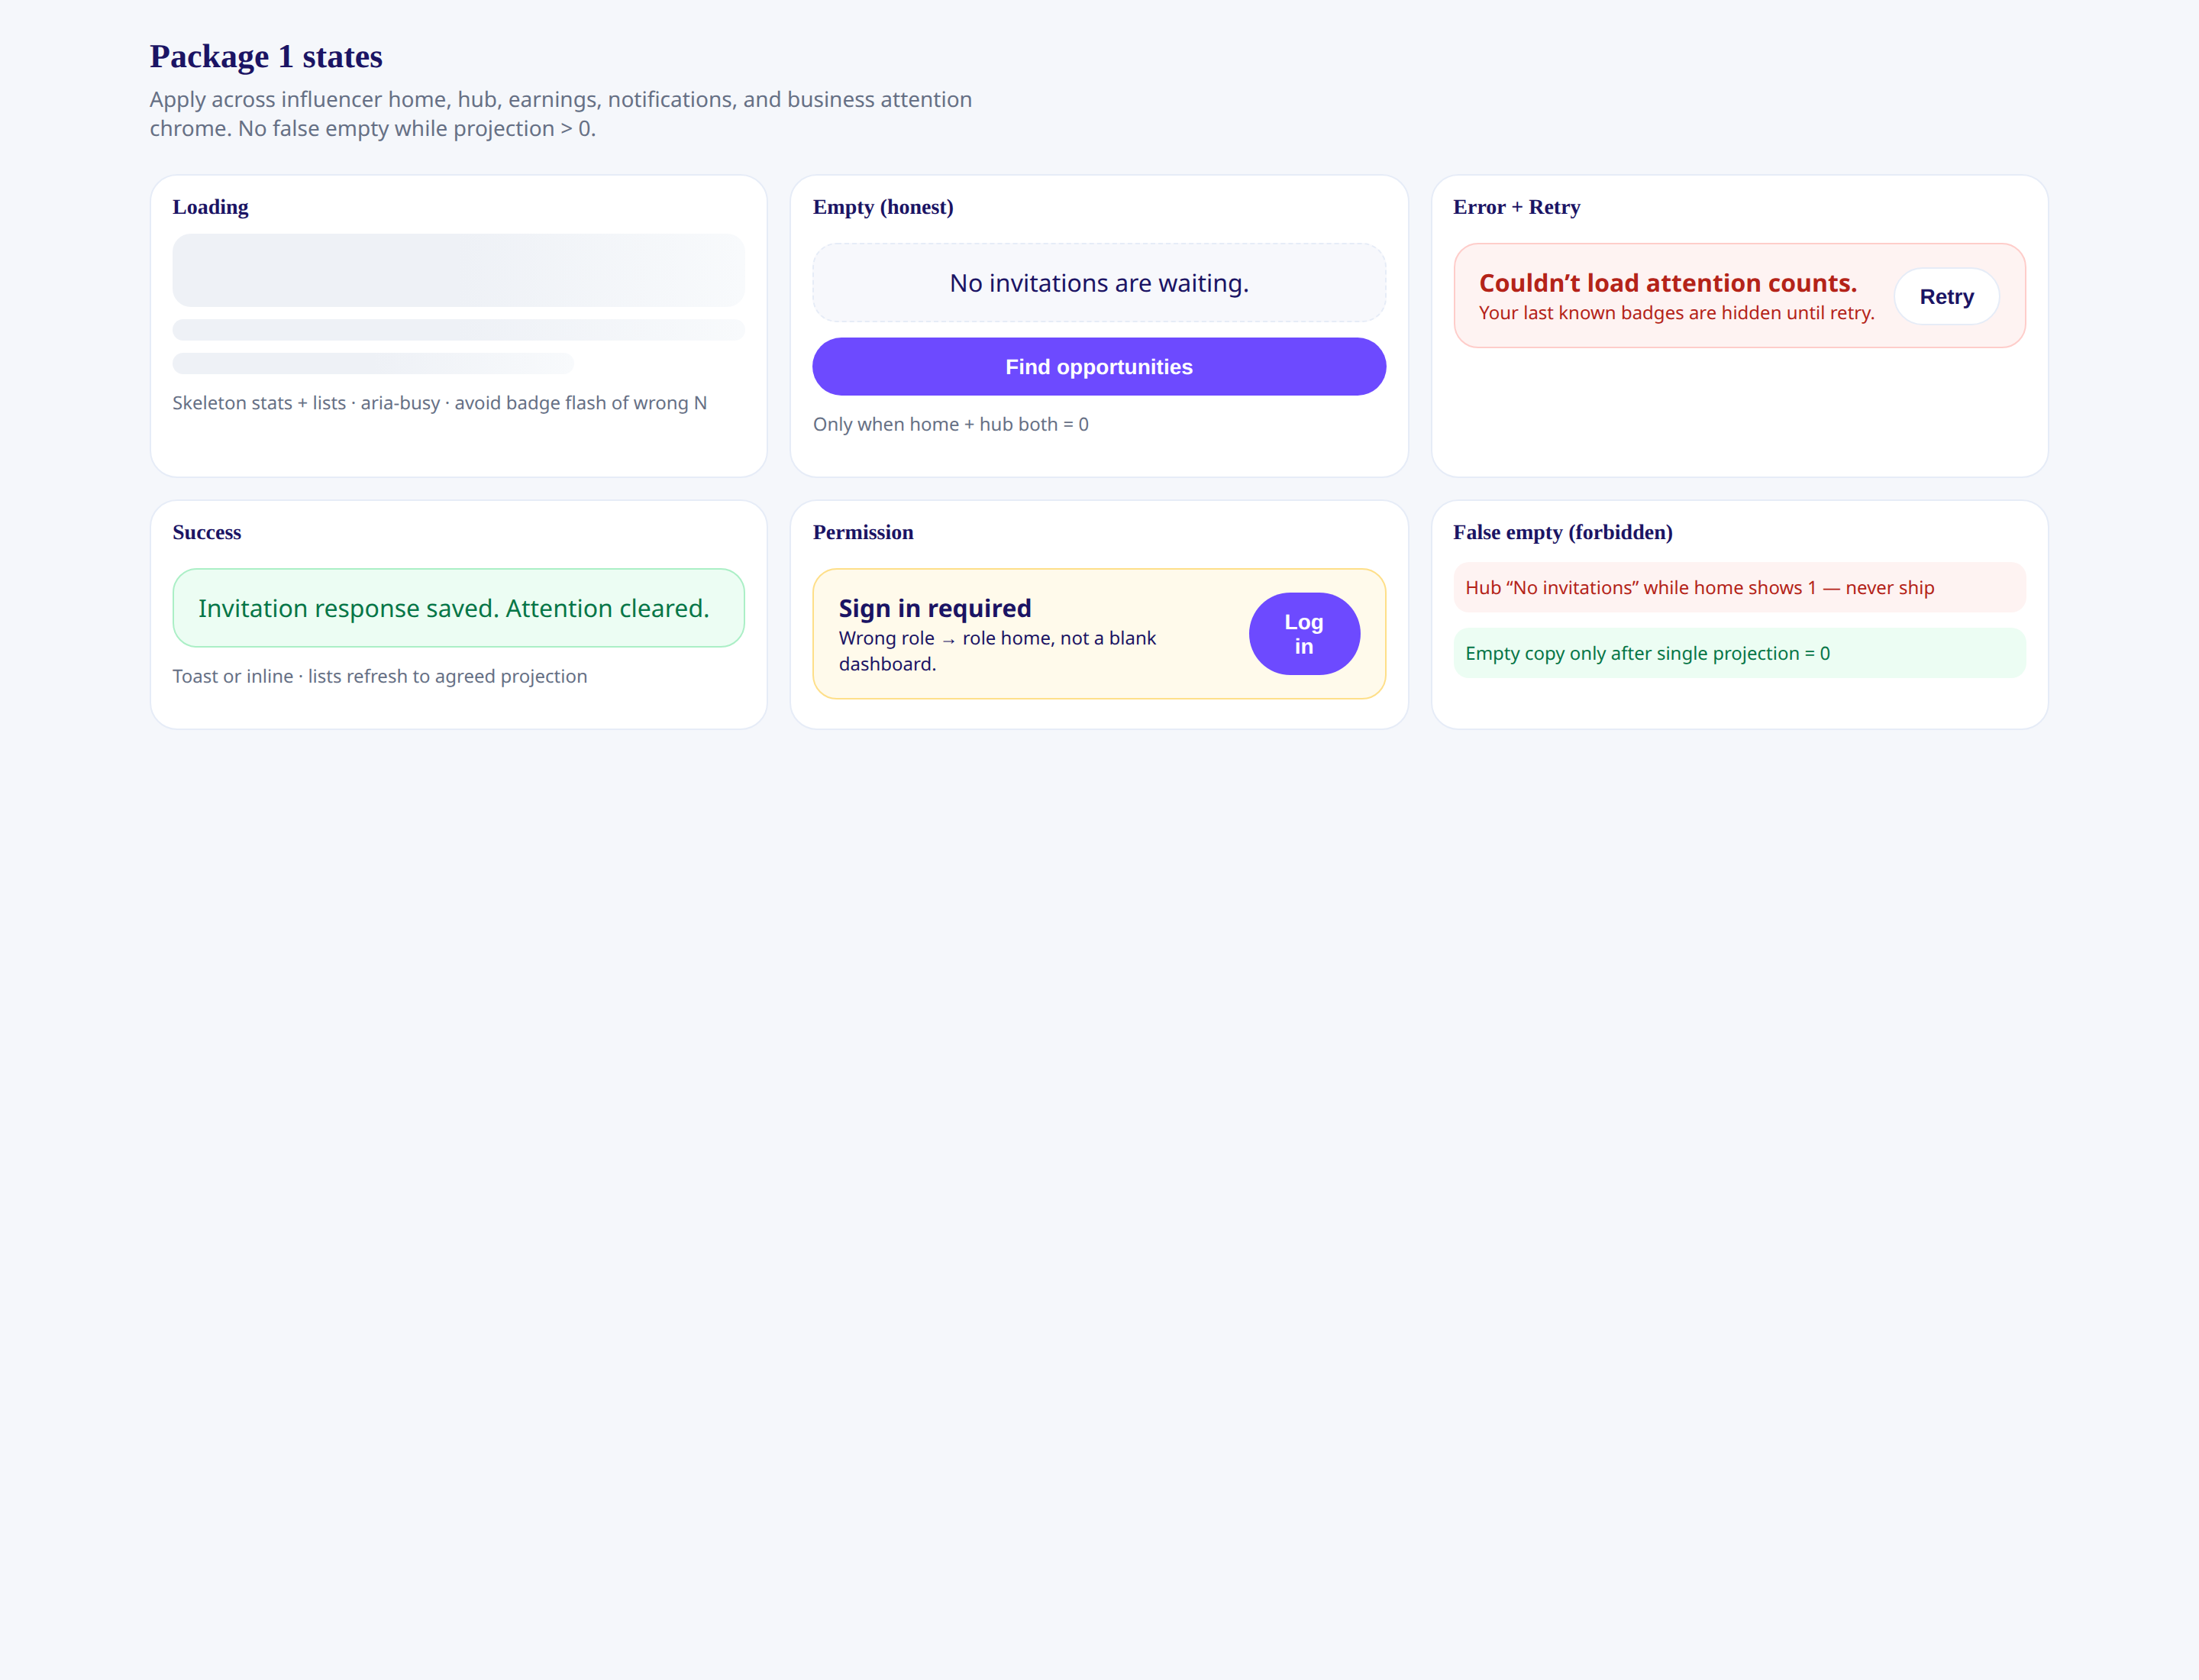 Package 1 states
Apply across influencer home, hub, earnings, notifications, and business attention
chrome. No false empty while projection > 0.
Loading
Skeleton stats + lists · aria-busy · avoid badge flash of wrong N
Empty (honest)
No invitations are waiting.
Find opportunities
Only when home + hub both = 0
Error + Retry
Couldn’t load attention counts.
Your last known badges are hidden until retry.
Retry
Success
Invitation response saved. Attention cleared.
Toast or inline · lists refresh to agreed projection
Permission
Sign in required
Wrong role → role home, not a blank
dashboard.
Log
in
False empty (forbidden)
Hub “No invitations” while home shows 1 — never ship
Empty copy only after single projection = 0